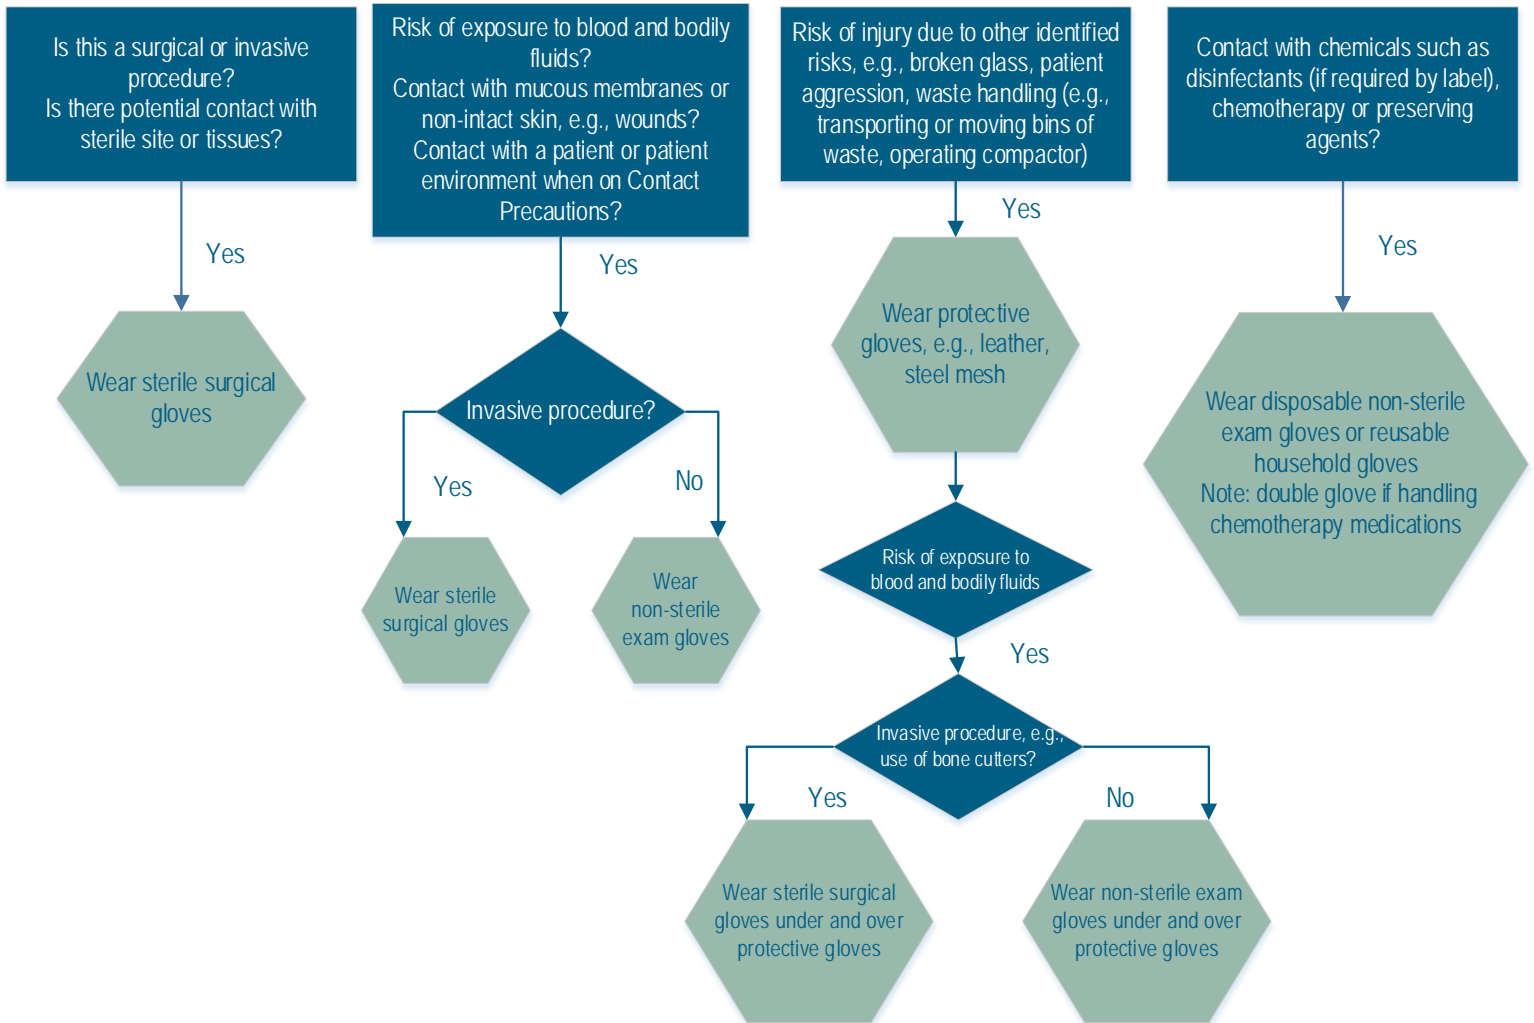 Is this a surgical or invasive
procedure?
Is there potential contact with
sterile site or tissues?
Yes
Wear sterile surgical
gloves
Risk of exposure to blood and bodily
fluids?
Contact with mucous membranes or
non-intact skin, e.g., wounds?
Contact with a patient or patient
environment when on Contact
Precautions?
Yes
Invasive procedure?
Yes
No
Wear sterile
surgical gloves
Wear
non-sterile
exam gloves
Risk of injury due to other identified
risks, e.g., broken glass, patient
aggression, waste handling (e.g.,
transporting or moving bins of
waste, operating compactor)
Yes
Wear protective
gloves, e.g., leather,
steel mesh
Risk of exposure to
blood and bodily fluids
Yes
Invasive procedure, e.g.,
use of bone cutters?
Yes
No
Wear sterile surgical
gloves under and over
protective gloves
Wear non-sterile exam
gloves under and over
protective gloves
Contact with chemicals such as
disinfectants (if required by label),
chemotherapy or preserving
agents?
Yes
Wear disposable non-sterile
exam gloves or reusable
household gloves
Note: double glove if handling
chemotherapy medications